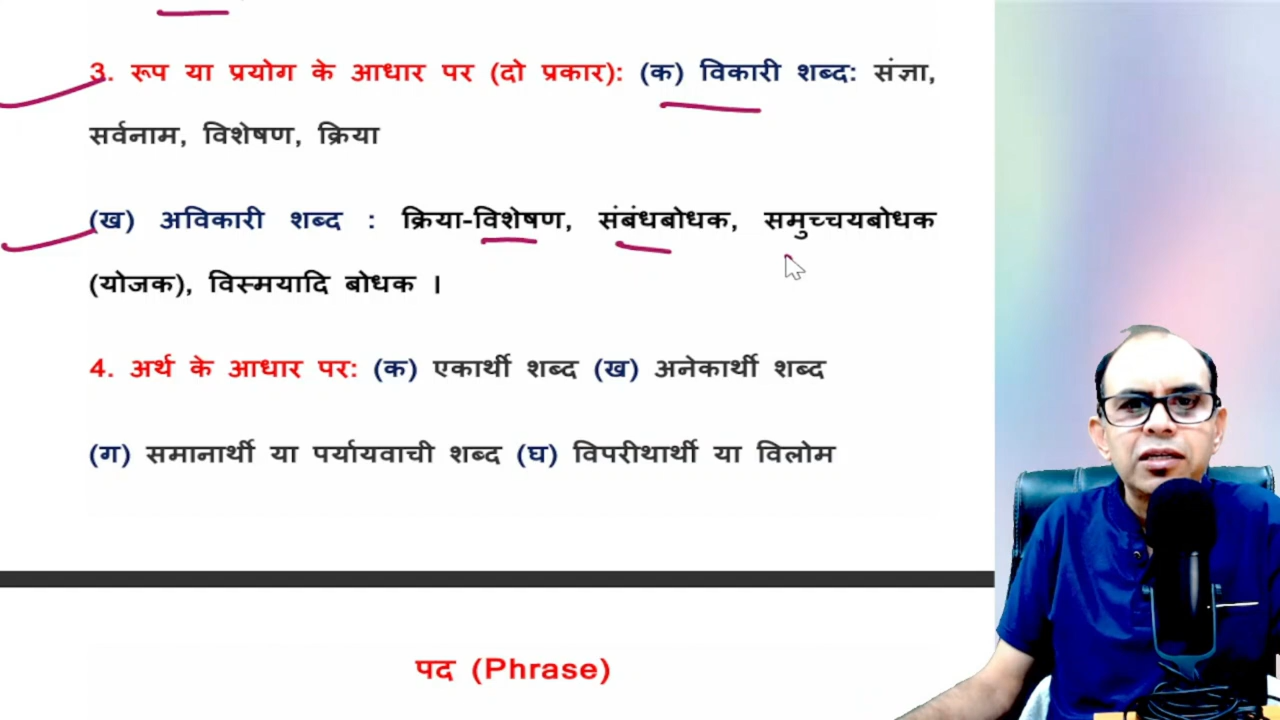 3. रूप या प्रयोग के आधार पर (दो प्रकार): (क) विकारी शब्द: संज्ञा,
सर्वनाम, विशेषण, क्रिया
(ख) अविकारी शब्द : क्रिया-विशेषण, संबंधबोधक, समुच्चयबोधक
(योजक), विस्मयादि बोधक ।
4. अर्थ के आधार पर: (क) एकार्थी शब्द (ख) अनेकार्थी शब्द
(ग) समानार्थी या पर्यायवाची शब्द (घ) विपरीथार्थी या विलोम
पद (Phrase)